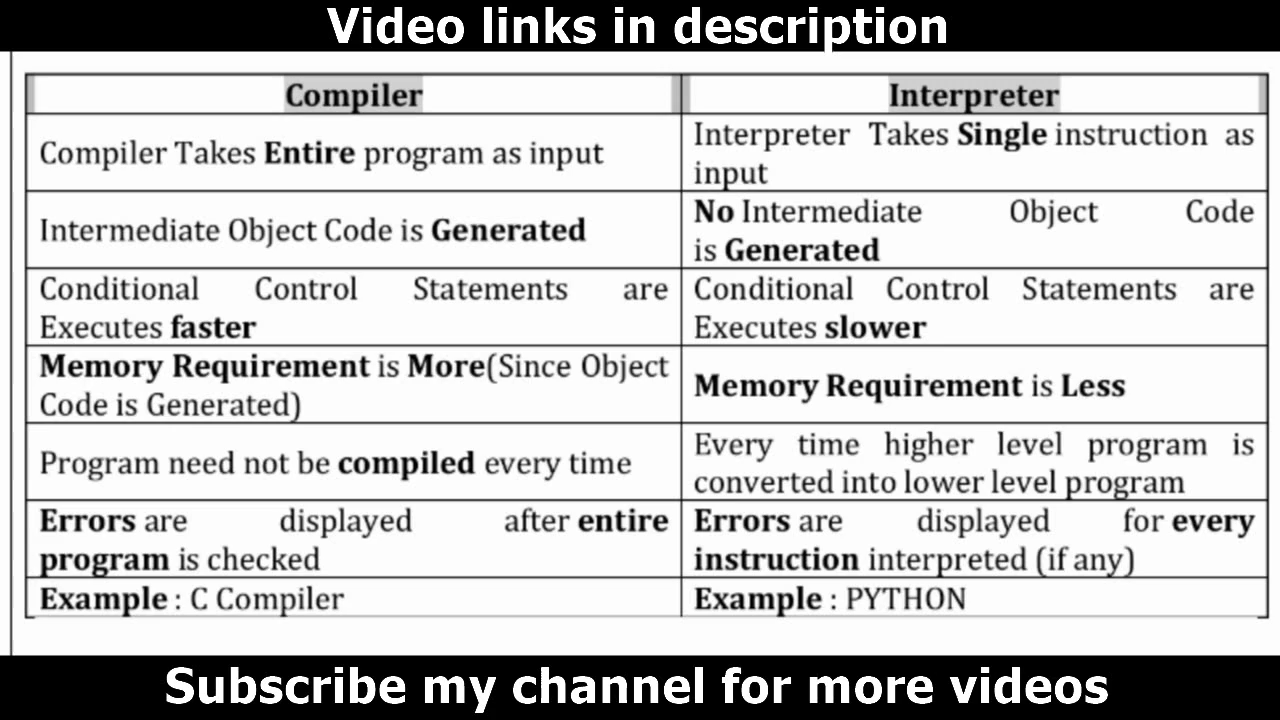 Video links in description
Compiler
Interpreter
Compiler Takes Entire program as input
Interpreter Takes Single instruction as
input
Intermediate Object Code is Generated
No Intermediate Object Code
is Generated
Conditional Control Statements are
Executes faster
Conditional Control Statements are
Executes slower
Memory Requirement is More(Since Object
Code is Generated)
Memory Requirement is Less
Program need not be compiled every time
Every time higher level program is
converted into lower level program
Errors are displayed after entire
program is checked
Errors are displayed for every
instruction interpreted (if any)
Example : C Compiler
Example : PYTHON
Subscribe my channel for more videos